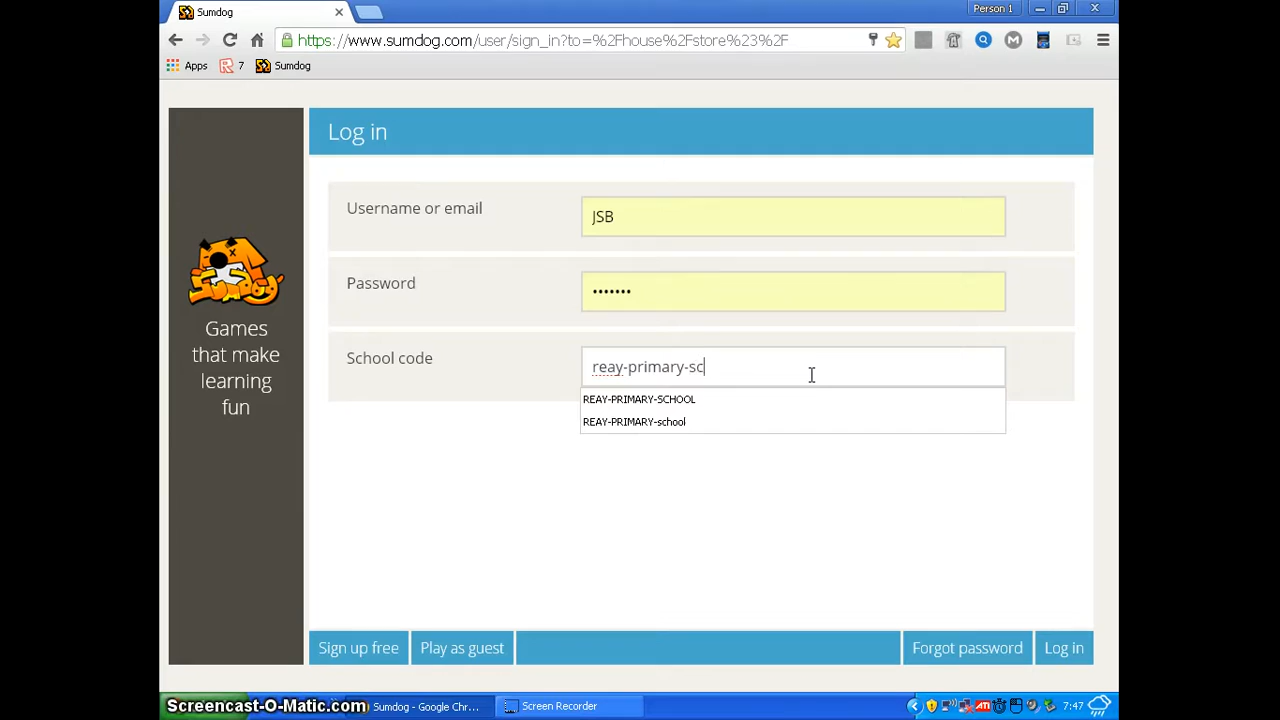 Sumdog
Person 1
https://www.sumdog.com/user/sign_in?to=%2Fhouse%2Fstore%23%2F
Apps
7
Sumdog
Log in
Username or email
JSB
Password
•••••••
School code
reay-primary-sc
REAY-PRIMARY-SCHOOL
REAY-PRIMARY-school
Sumdog
Games
that make
learning
fun
Sign up free
Play as guest
Forgot password
Log in
Screencast-O-Matic.com
Sumdog - Google Chr...
Screen Recorder
ATI
7:47